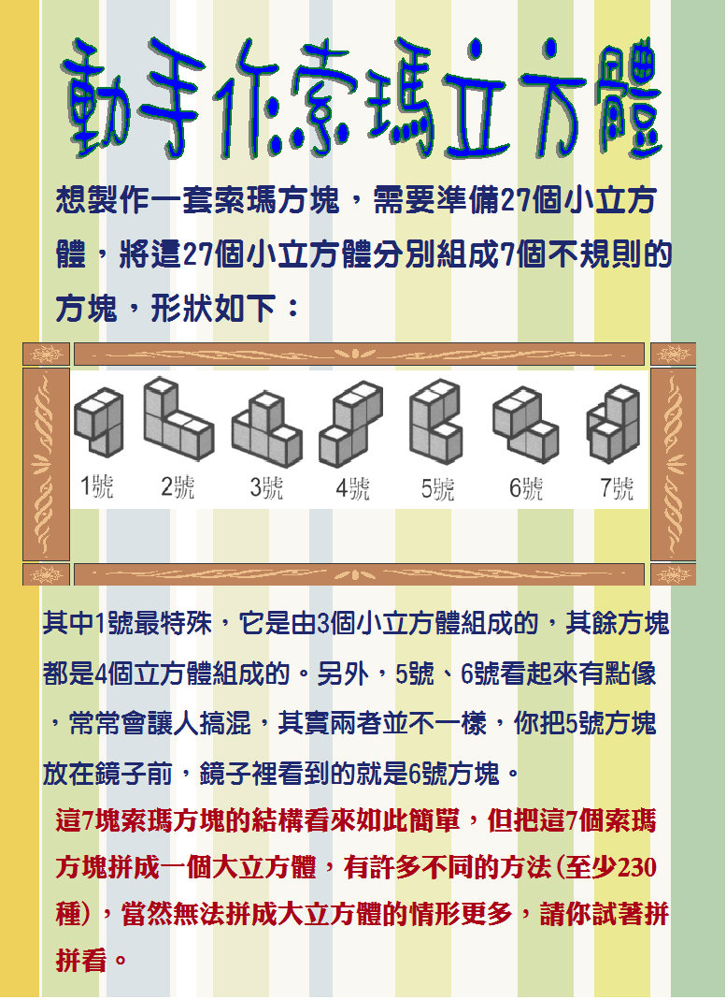 動手作索瑪立方體
想製作一套索瑪方塊，需要準備27個小立方
體，將這27個小立方體分別組成7個不規則的
方塊，形狀如下：
1號 2號 3號 4號 5號 6號 7號
其中1號最特殊，它是由3個小立方體組成的，其餘方塊
都是4個立方體組成的。另外，5號、6號看起來有點像
，常常會讓人搞混，其實兩者並不一樣，你把5號方塊
放在鏡子前，鏡子裡看到的就是6號方塊。
這7塊索瑪方塊的結構看來如此簡單，但把這7個索瑪
方塊拼成一個大立方體，有許多不同的方法(至少230
種)，當然無法拼成大立方體的情形更多，請你試著拼
拼看。